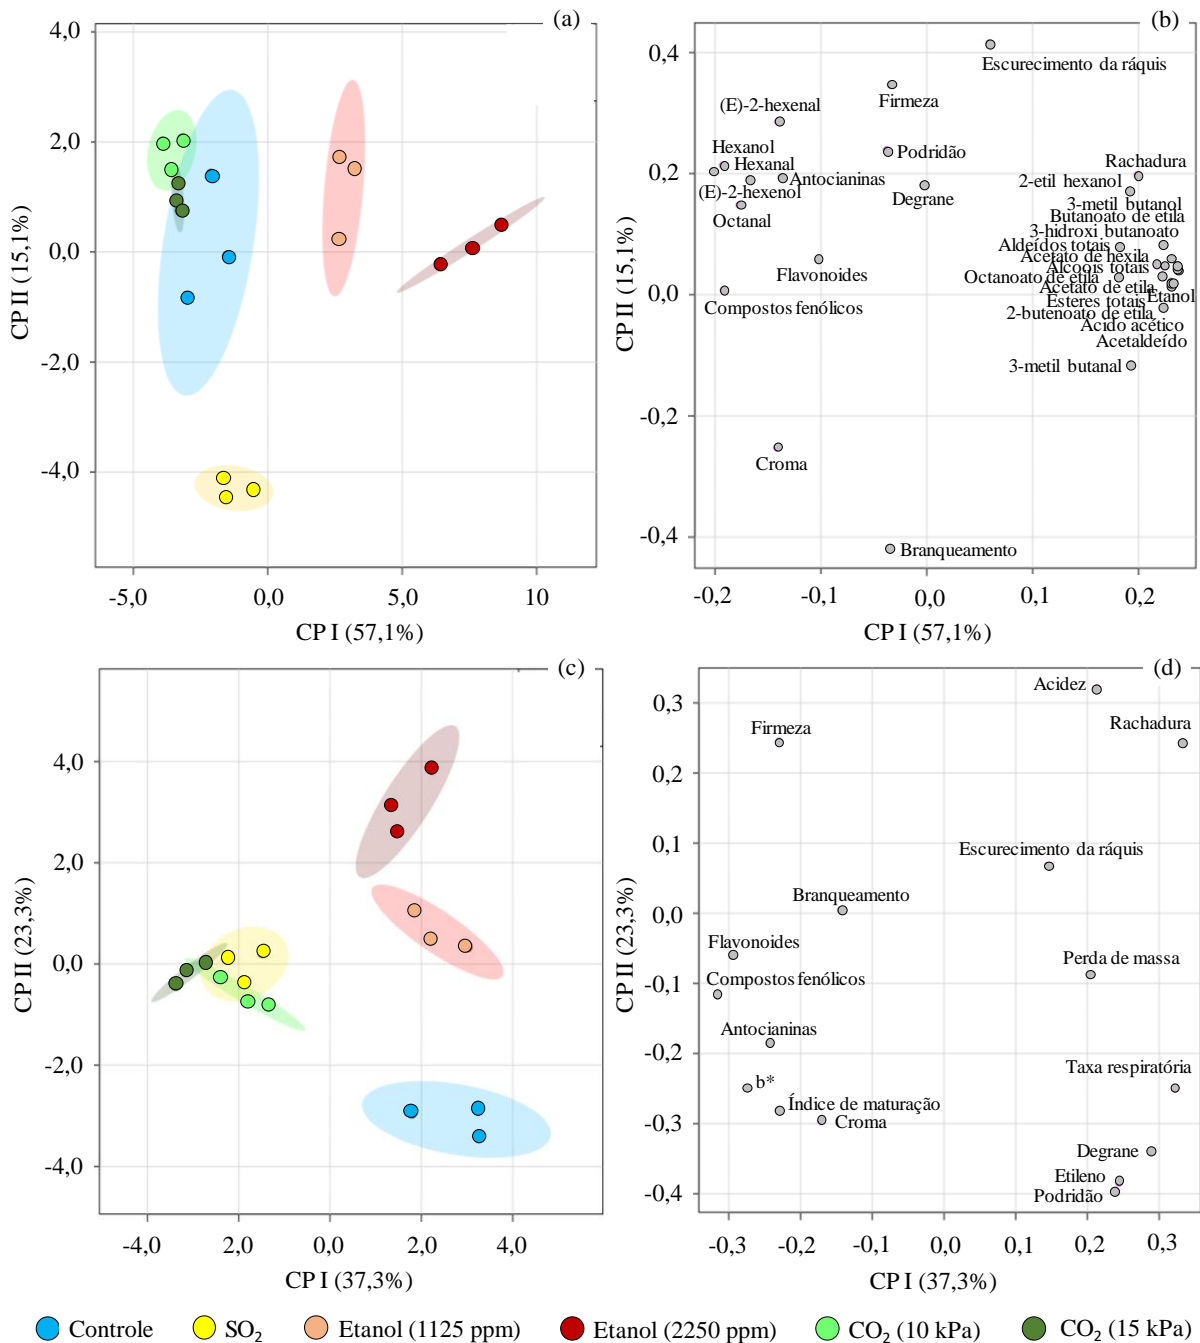 (a)
4,0
2,0
0,0
-2,0
-4,0
CP II (15,1%)
-5,0 0,0 5,0 10
CP I (57,1%)
(b)
0,4
0,2
0,0
-0,2
-0,4
CP II (15,1%)
Escurecimento da ráquis
Firmeza
(E)-2-hexenal
Podridão
Hexanol
Hexanal
Antocianinas
(E)-2-hexenol
Octanal
Degrane
Rachadura
2-etil hexanol
3-metil butanol
Butanoato de etila
3-hidroxi butanoato
Aldeídos totais
Acetato de hexila
Alcoois totais
Octanoato de etila
Acetato de etila
Etanol
Esteres totais
2-butenoato de etila
Ácido acético
Acetaldeído
3-metil butanal
Flavonoides
Compostos fenólicos
Croma
Branqueamento
-0,2 -0,1 0,0 0,1 0,2
CP I (57,1%)
(c)
4,0
2,0
0,0
-2,0
-4,0
CP II (23,3%)
-4,0 2,0 0,0 2,0 4,0
CP I (37,3%)
(d)
0,3
0,2
0,1
0,0
-0,1
-0,2
-0,3
-0,4
CP II (23,3%)
Acidez
Rachadura
Firmeza
Escurecimento da ráquis
Branqueamento
Flavonoides
Perda de massa
Compostos fenólicos
Antocianinas
Taxa respiratória
b*
Índice de maturação
Croma
Degrane
Etileno
Podridão
-0,3 -0,2 -0,1 0,0 0,1 0,2 0,3
CP I (37,3%)
Controle SO₂ Etanol (1125 ppm) Etanol (2250 ppm) CO₂ (10 kPa) CO₂ (15 kPa)